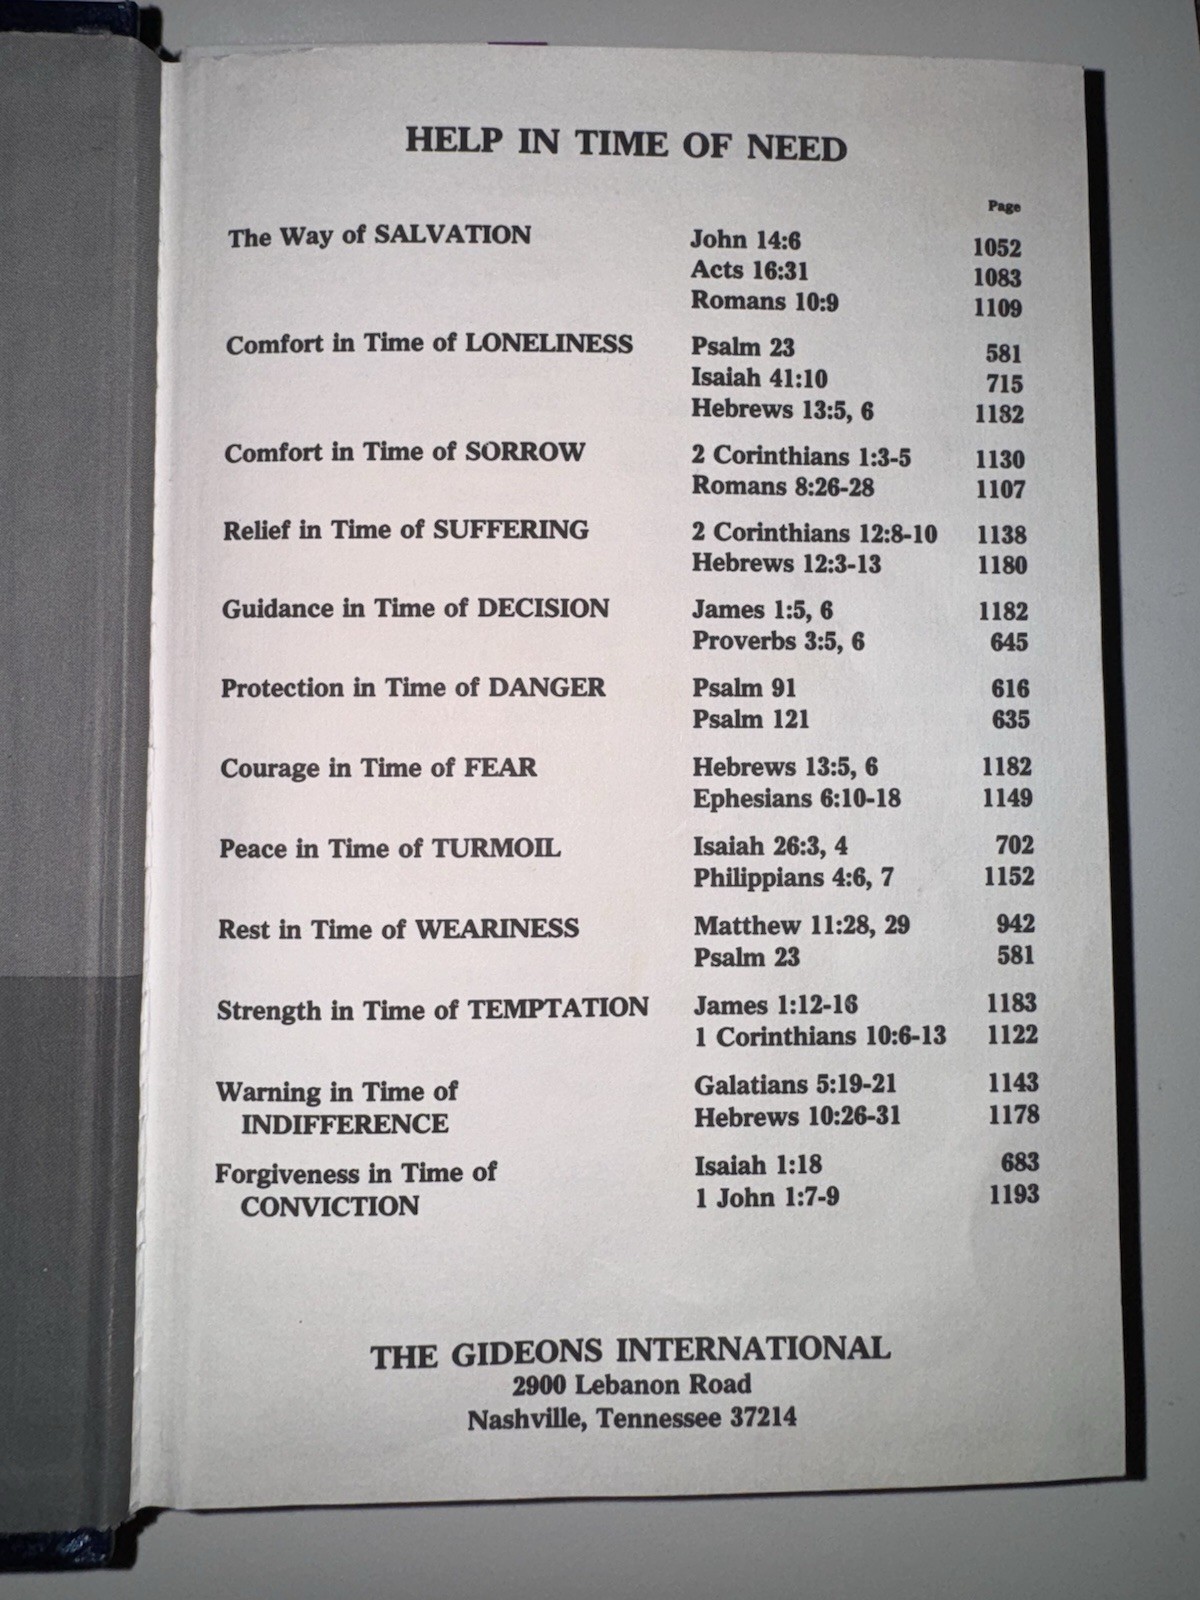 HELP IN TIME OF NEED
Page
The Way of SALVATION John 14:6 1052
Acts 16:31 1083
Romans 10:9 1109
Comfort in Time of LONELINESS Psalm 23 581
Isaiah 41:10 715
Hebrews 13:5, 6 1182
Comfort in Time of SORROW 2 Corinthians 1:3-5 1130
Romans 8:26-28 1107
Relief in Time of SUFFERING 2 Corinthians 12:8-10 1138
Hebrews 12:3-13 1180
Guidance in Time of DECISION James 1:5, 6 1182
Proverbs 3:5, 6 645
Protection in Time of DANGER Psalm 91 616
Psalm 121 635
Courage in Time of FEAR Hebrews 13:5, 6 1182
Ephesians 6:10-18 1149
Peace in Time of TURMOIL Isaiah 26:3, 4 702
Philippians 4:6, 7 1152
Rest in Time of WEARINESS Matthew 11:28, 29 942
Psalm 23 581
Strength in Time of TEMPTATION James 1:12-16 1183
1 Corinthians 10:6-13 1122
Warning in Time of Galatians 5:19-21 1143
INDIFFERENCE Hebrews 10:26-31 1178
Forgiveness in Time of Isaiah 1:18 683
CONVICTION 1 John 1:7-9 1193
THE GIDEONS INTERNATIONAL
2900 Lebanon Road
Nashville, Tennessee 37214